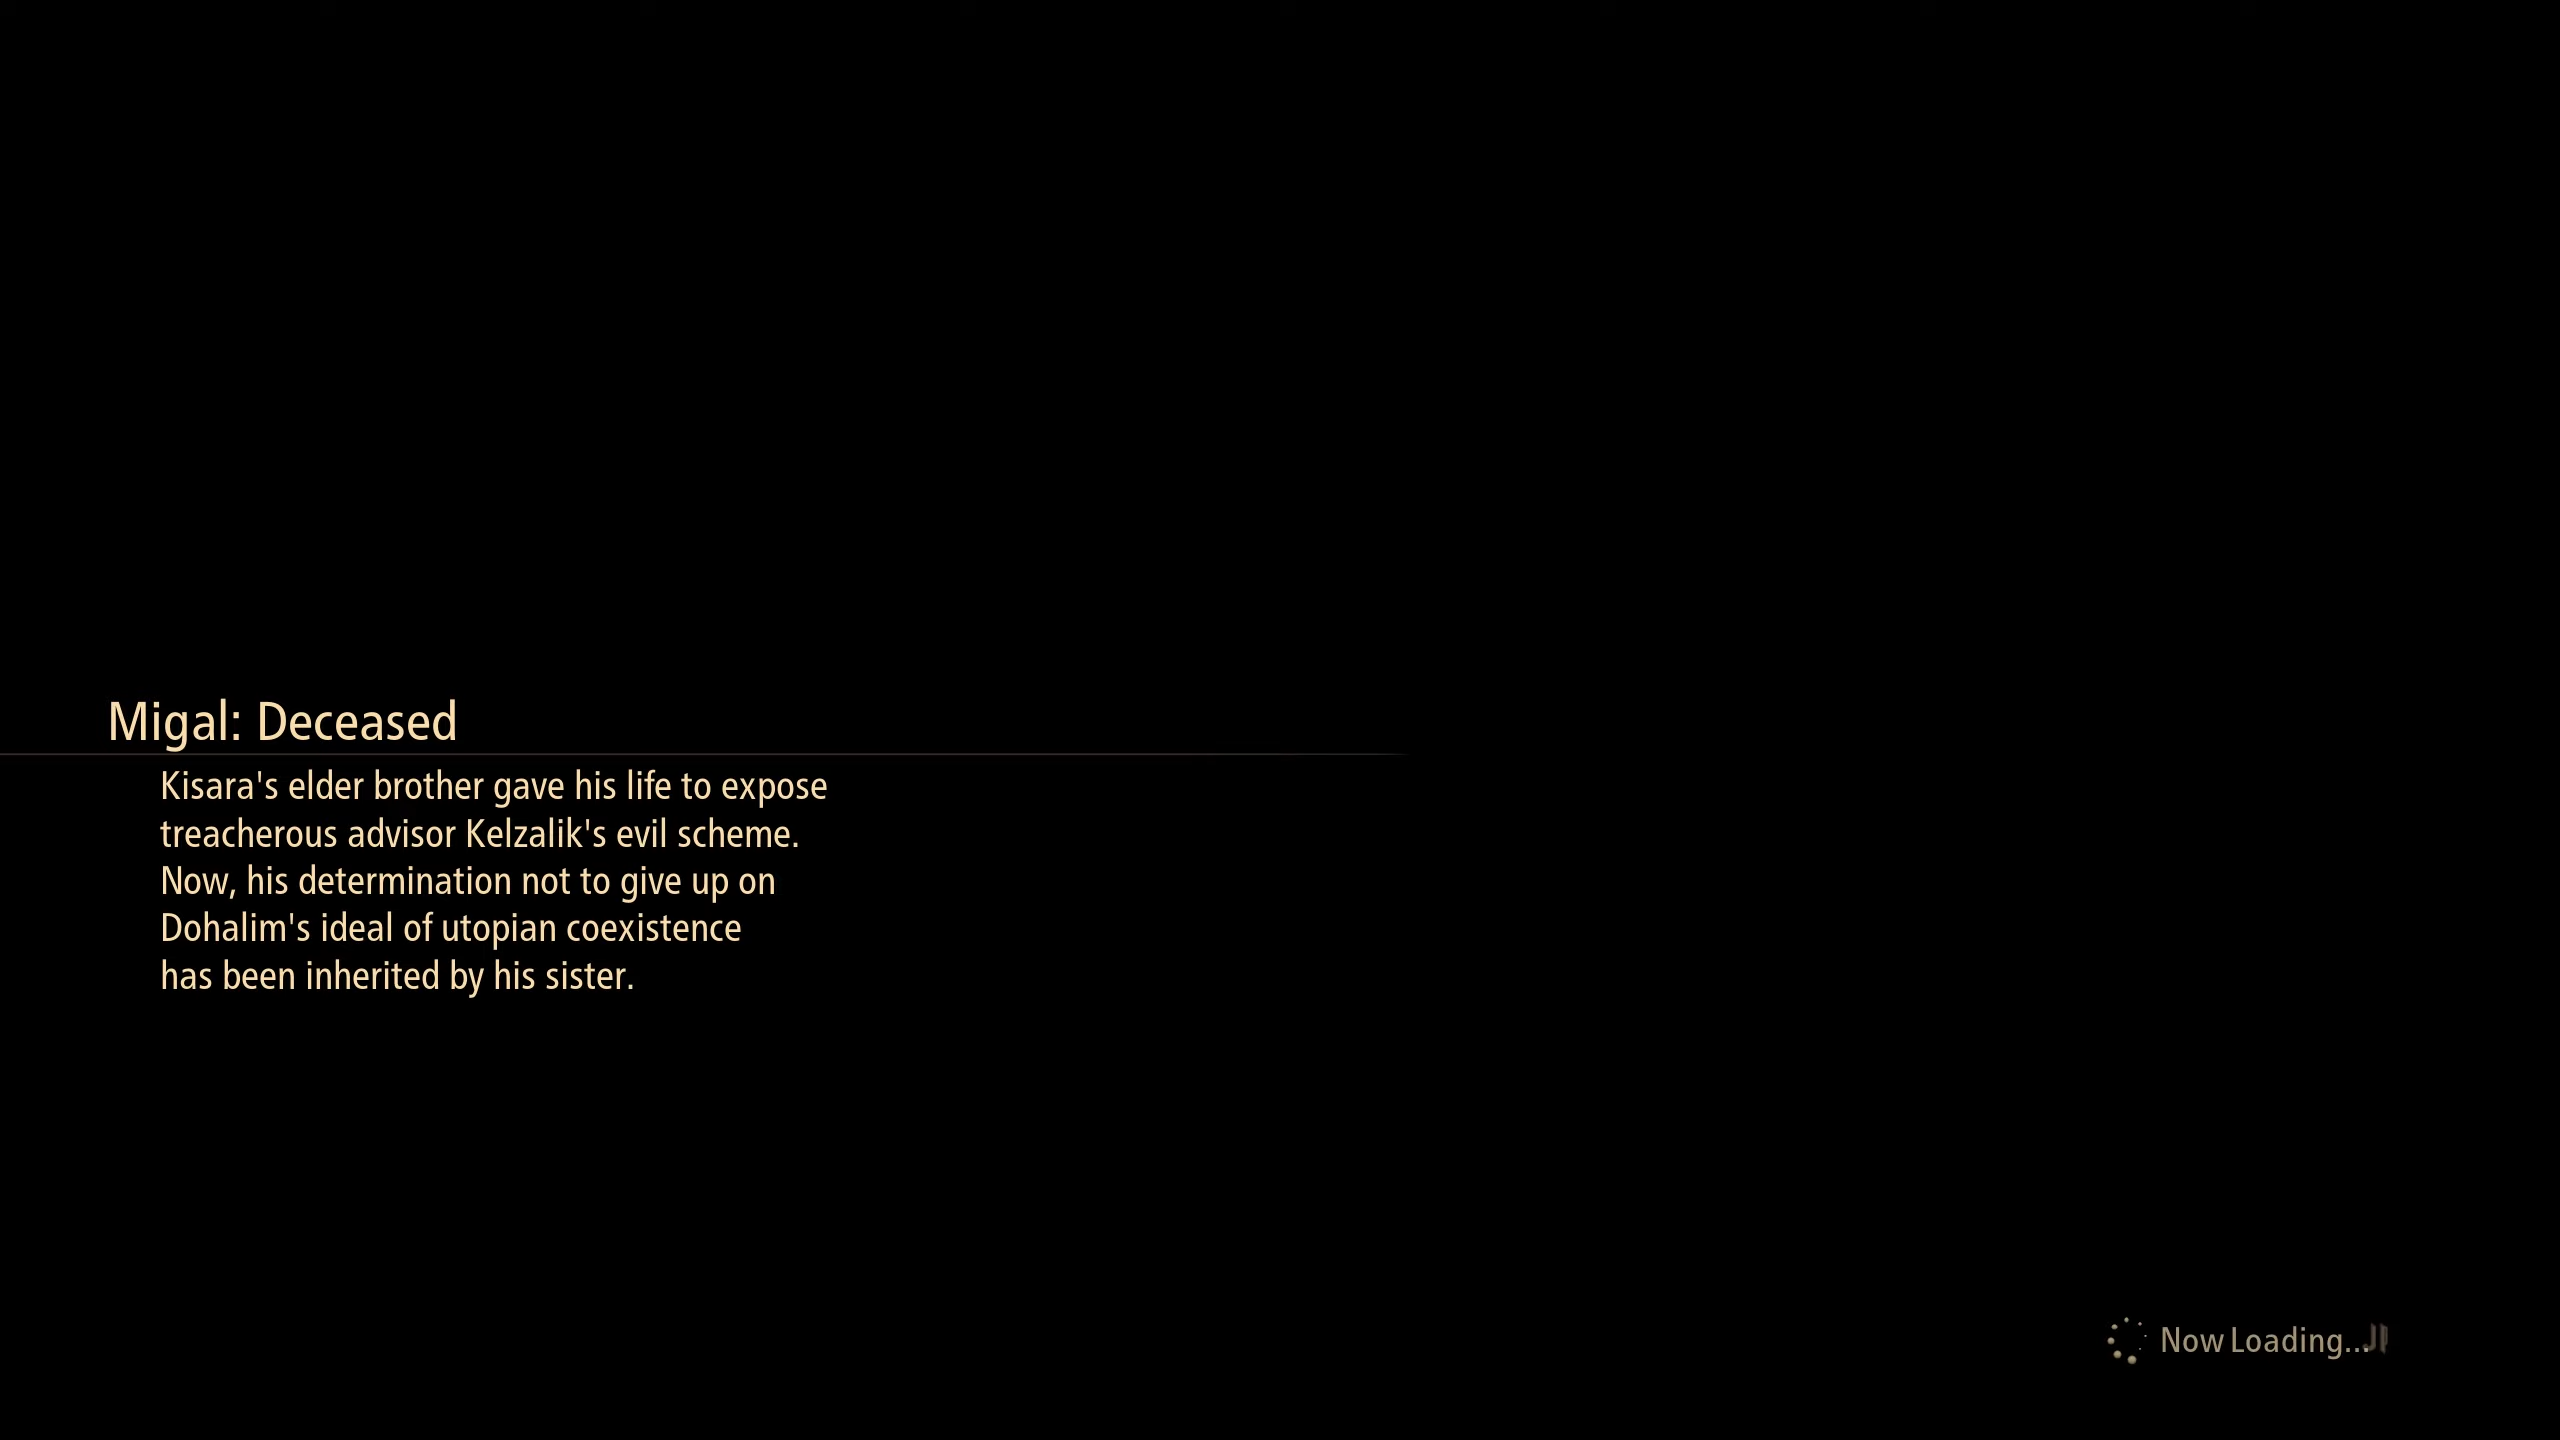 Migal: Deceased
Kisara's elder brother gave his life to expose
treacherous advisor Kelzalik's evil scheme.
Now, his determination not to give up on
Dohalim's ideal of utopian coexistence
has been inherited by his sister.
Now Loading...